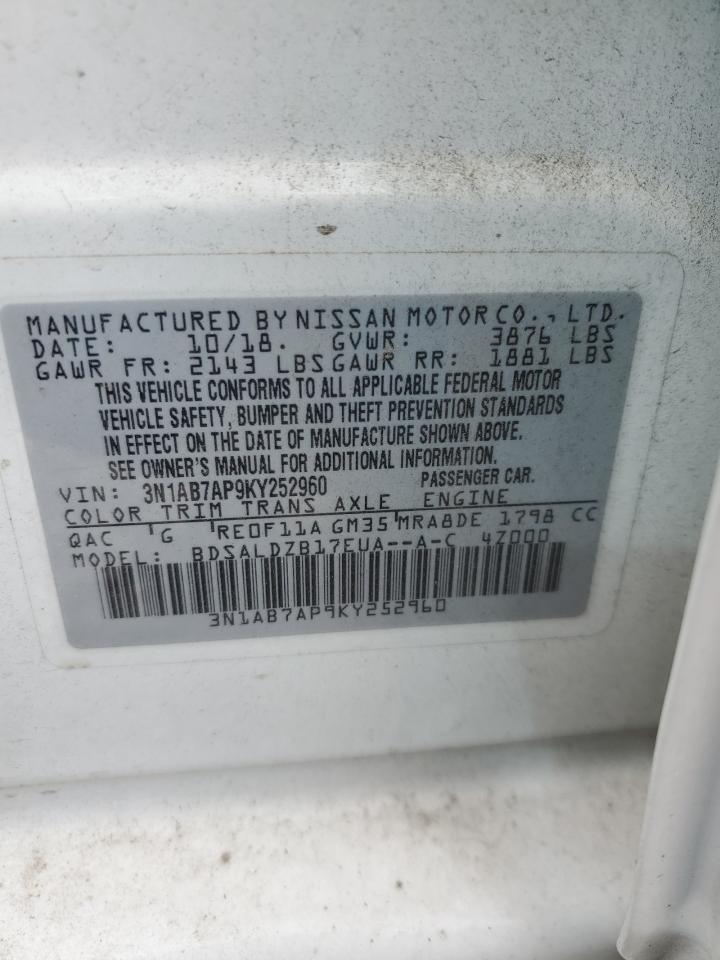 MANUFACTURED BY NISSAN MOTOR CO., LTD.
DATE: 10/18. GVWR: 3876 LBS
GAWR FR: 2143 LBS GAWR RR: 1881 LBS
THIS VEHICLE CONFORMS TO ALL APPLICABLE FEDERAL MOTOR
VEHICLE SAFETY, BUMPER AND THEFT PREVENTION STANDARDS
IN EFFECT ON THE DATE OF MANUFACTURE SHOWN ABOVE.
SEE OWNER'S MANUAL FOR ADDITIONAL INFORMATION.
VIN: 3N1AB7AP9KY252960 PASSENGER CAR.
COLOR TRIM TRANS AXLE ENGINE
QAC G RE0F11A GM35 MRA8DE 1798 CC
MODEL: BDSALDZB17EUA--A-C 4Z000
3N1AB7AP9KY252960